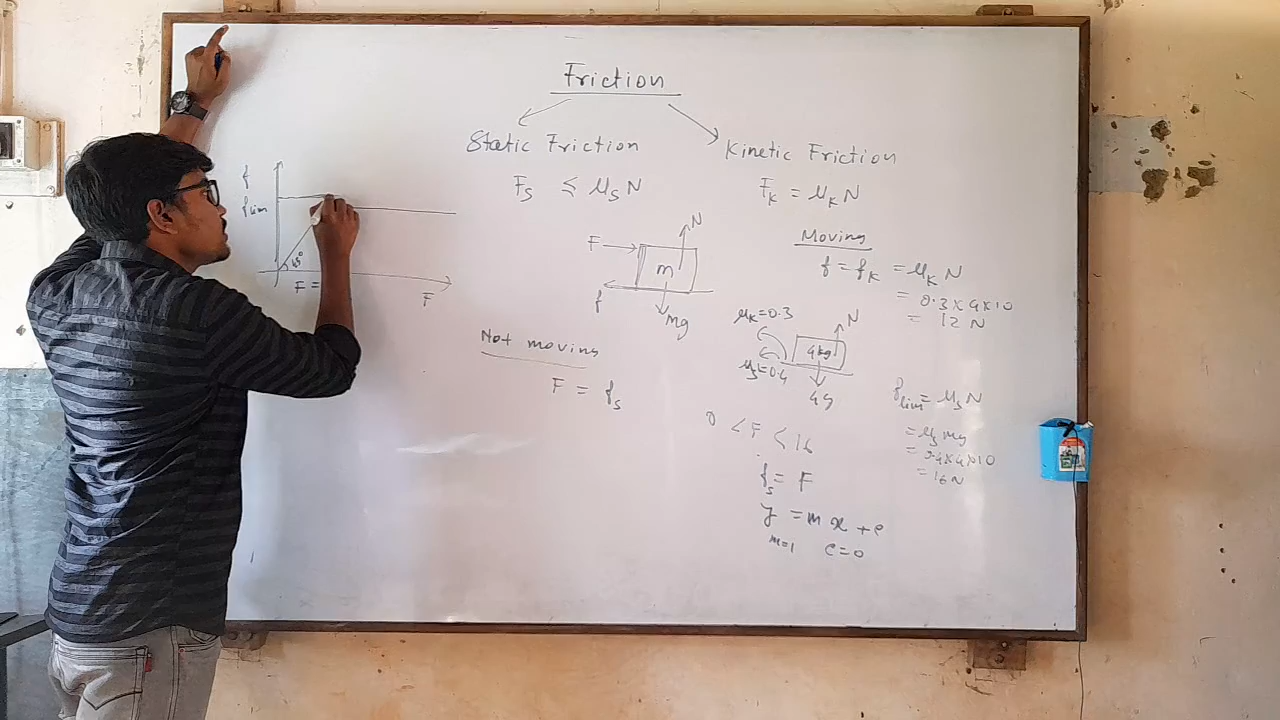 Friction
Static Friction
Fs ≤ μs N
Kinetic Friction
FK = μK N
f
flim
45°
F =
F
F
m
N
f
mg
Not moving
F = fs
Moving
f = fK = μK N
= 0.3 × 4 × 10
= 12 N
μK = 0.3
μs = 0.4
N
4kg
4g
flim = μs N
= μs mg
= 0.4 × 4 × 10
= 16 N
0 < F ≤ 16
fs = F
y = m x + c
m=1 c=0